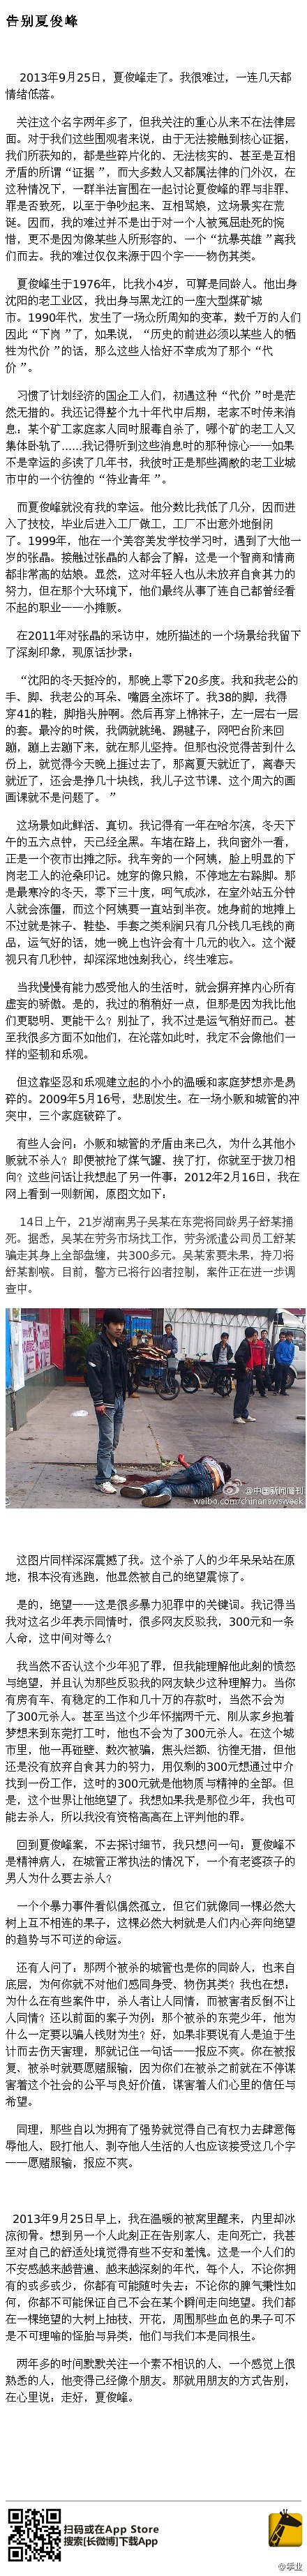 告别夏俊峰
2013年9月25日，夏俊峰走了。我很难过，一连几天都
情绪低落。
关注这个名字两年多了，但我关注的重心从来不在法律层
面。对于我们这些围观者来说，由于无法接触到核心证据，
我们所获知的，都是些碎片化的、无法核实的、甚至是互相
矛盾的所谓“证据”，而大多数人又都属法律的门外汉，在
这种情况下，一群半法盲围在一起讨论夏俊峰的罪与非罪、
罪是否致死，以至于争吵起来、互相骂娘，这场景实在荒
诞。因而，我的难过并不是出于对一个人被冤屈赴死的惋
惜，更不是因为像某些人所形容的、一个“抗暴英雄”离我
们而去。我的难过仅仅来源于四个字——物伤其类。
夏俊峰生于1976年，比我小4岁，可算是同龄人。他出身
沈阳的老工业区，我出身与黑龙江的一座大型煤矿城
市。1990年代，发生了一场众所周知的变革，数千万的人们
因此“下岗”了，如果说，“历史的前进必须以某些人的牺
牲为代价”的话，那么这些人恰好不幸成为了那个“代
价”。
习惯了计划经济的国企工人们，初遇这种“代价”时是茫
然无措的。我还记得整个九十年代中后期，老家不时传来消
息：某个矿工家庭几人同时服毒自杀了，哪个矿的老工人又
集体卧轨了……我记得听到这些消息时的那种惊心——如果
不是幸运的多读了几年书，我彼时正是那些凋敝的老工业城
市中的一个彷徨的“待业青年”。
而夏俊峰就没有我的幸运。他分数比我低了几分，因而进
入了技校，毕业后进入工厂做工，工厂不出意外地倒闭
了。1999年，他在一个美容美发学校学习时，遇到了大他一
岁的张晶。接触过张晶的人都会了解：这是一个智商和情商
都非常高的姑娘。显然，这对年轻人也从未放弃自食其力的
努力，但在那个大环境下，他们最终从事了连自己都曾经看
不起的职业——小摊贩。
在2011年对张晶的采访中，她所描述的一个场景给我留下
了深刻印象，现原话抄录：
“沈阳的冬天挺冷的，那晚上零下20多度。我和我老公的
手、脚、我老公的耳朵、嘴唇全冻坏了。我38的脚，我得
穿41的鞋，脚指头肿啊。然后再穿上棉袜子，左一层右一层
的套。最冷的时候，我俩就跳绳、踢毽子，网吧台阶来回
蹦，蹦上去蹦下来，就在那儿坚持。但那也没觉得苦到什么
份上，就觉得今天晚上捱过去了，那离夏天就近了，离春天
就近了，还会是挣几十块钱，我儿子这节课、这个周六的画
画课就不是问题了。”
这场景如此鲜活、真切。我记得有一年在哈尔滨，冬天下
午的五六点钟，天已经全黑。车堵在路上，我向窗外一看，
正是一个夜市出摊之际。我车旁的一个阿姨，脸上明显的下
岗老工人的沧桑印记。她穿的像只熊，不停地左右跺脚。那
是最寒冷的冬天，零下三十度，呵气成冰，在室外站五分钟
人就会冻僵，而这个阿姨要一直站到半夜。她身前的地摊上
不过就是袜子、鞋垫、手套之类利润只有几分钱几毛钱的商
品，运气好的话，她一晚上也许会有十几元的收入。这个凝
视只有几秒钟，却深深地蚀刻我心，终生难忘。
当我慢慢有能力感受他人的生活时，就会摒弃掉内心所有
虚妄的骄傲。是的，我过的稍稍好一点，但那是因为我比他
们更聪明、更能干么？别扯了，我不过是运气稍好而已。甚
至我很多方面不如他们，在沦落如此时，我定不会像他们一
样的坚韧和乐观。
但这靠坚忍和乐观建立起的小小的温暖和家庭梦想亦是易
碎的。2009年5月16号，悲剧发生。在一场小贩和城管的冲
突中，三个家庭破碎了。
有些人会问：小贩和城管的矛盾由来已久，为什么其他小
贩就不杀人？即便被抢了煤气罐、挨了打，你就至于拔刀相
向？这些问话让我想起了另一件事：2012年2月16日，我在
网上看到一则新闻，原图文如下：
14日上午，21岁湖南男子吴某在东莞将同龄男子舒某捅
死。据悉，吴某在劳务市场找工作，劳务派遣公司员工舒某
骗走其身上全部盘缠，共300多元。吴某索要未果，持刀将
舒某割喉。目前，警方已将行凶者控制，案件正在进一步调
查中。
@中国新闻周刊
weibo.com/chinanewsweek
这图片同样深深震撼了我。这个杀了人的少年呆呆站在原
地，根本没有逃跑，他显然被自己的绝望震惊了。
是的，绝望——这是很多暴力犯罪中的关键词。我记得当
我对这名少年表示同情时，很多网友反驳我，300元和一条
人命，这中间对等么？
我当然不否认这个少年犯了罪，但我能理解他此刻的愤怒
与绝望，并且认为那些反驳我的网友缺少这种理解力。当你
有房有车、有稳定的工作和几十万的存款时，当然不会为
了300元杀人。甚至当这个少年怀揣两千元、刚从家乡抱着
梦想来到东莞打工时，他也不会为了300元杀人。在这个城
市里，他一再碰壁、数次被骗，焦头烂额、彷徨无措，但他
还是没有放弃自食其力的努力，用仅剩的300元想通过中介
找到一份工作，这时的300元就是他物质与精神的全部。但
是，这个世界让他绝望了。我想如果我是那位少年，我也可
能去杀人，所以我没有资格高高在上评判他的罪。
回到夏俊峰案，不去探讨细节，我只想问一句：夏俊峰不
是精神病人，在城管正常执法的情况下，一个有老婆孩子的
男人为什么要去杀人？
一个个暴力事件看似偶然孤立，但它们就像同一棵必然大
树上互不相连的果子，这棵必然大树就是人们内心奔向绝望
的趋势与不可逆的命运。
还有人问了：那两个被杀的城管也是你的同龄人，也来自
底层，为何你就不对他们感同身受、物伤其类？我也在想：
为什么在有些案件中，杀人者让人同情，而被害者反倒不让
人同情？还以前面的案子为例：那个被杀的东莞少年，他为
什么一定要以骗人钱财为生？好，如果非要说有人是迫于生
计而去伤天害理，那就记住一句话——报应不爽。你在被报
复、被杀时就要愿赌服输，因为你们在被杀之前就在不停谋
害着这个社会的公平与良好价值，谋害着人们心里的信任与
希望。
同理，那些自以为拥有了强势就觉得自己有权力去肆意侮
辱他人、殴打他人、剥夺他人生活的人也应该接受这几个字
——愿赌服输，报应不爽。
2013年9月25日早上，我在温暖的被窝里醒来，内里却冰
凉彻骨。想到另一个人此刻正在告别家人、走向死亡，我甚
至对自己的舒适处境觉得有些不安和羞愧。这是一个人们的
不安感越来越普遍、越来越深刻的年代，每个人，不论你拥
有的或多或少，你都有可能随时失去；不论你的脾气秉性如
何，你都不可能保证自己不会在某个瞬间走向绝望。我们都
在一棵绝望的大树上抽枝、开花，周围那些血色的果子可不
是不可理喻的怪胎与异类，他们与我们本是同根生。
两年多的时间默默关注一个素不相识的人、一个感觉上很
熟悉的人，他变得已经像个朋友。那就用朋友的方式告别，
在心里说：走好，夏俊峰。
扫码或在App Store
搜索[长微博]下载App
@季业